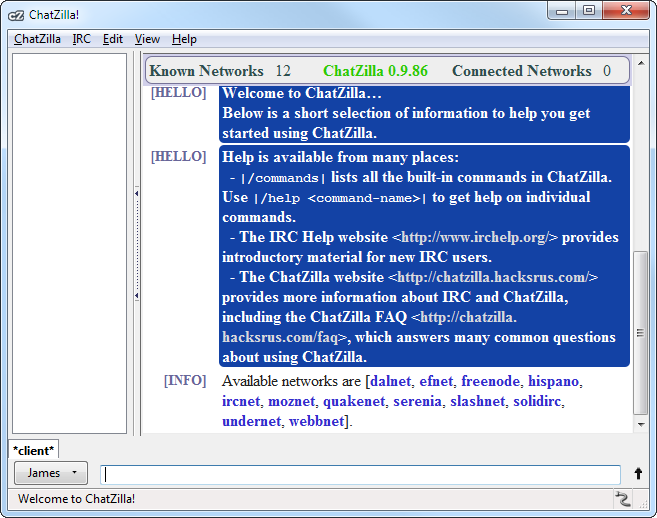 ChatZilla!
ChatZilla IRC Edit View Help
Known Networks 12 ChatZilla 0.9.86 Connected Networks 0
[HELLO] Welcome to ChatZilla…
Below is a short selection of information to help you get
started using ChatZilla.
[HELLO] Help is available from many places:
- |/commands| lists all the built-in commands in ChatZilla.
Use |/help <command-name>| to get help on individual
commands.
- The IRC Help website <http://www.irchelp.org/> provides
introductory material for new IRC users.
- The ChatZilla website <http://chatzilla.hacksrus.com/>
provides more information about IRC and ChatZilla,
including the ChatZilla FAQ <http://chatzilla.
hacksrus.com/faq>, which answers many common questions
about using ChatZilla.
[INFO] Available networks are [dalnet, efnet, freenode, hispano,
ircnet, moznet, quakenet, serenia, slashnet, solidirc,
undernet, webbnet].
*client*
James
Welcome to ChatZilla!